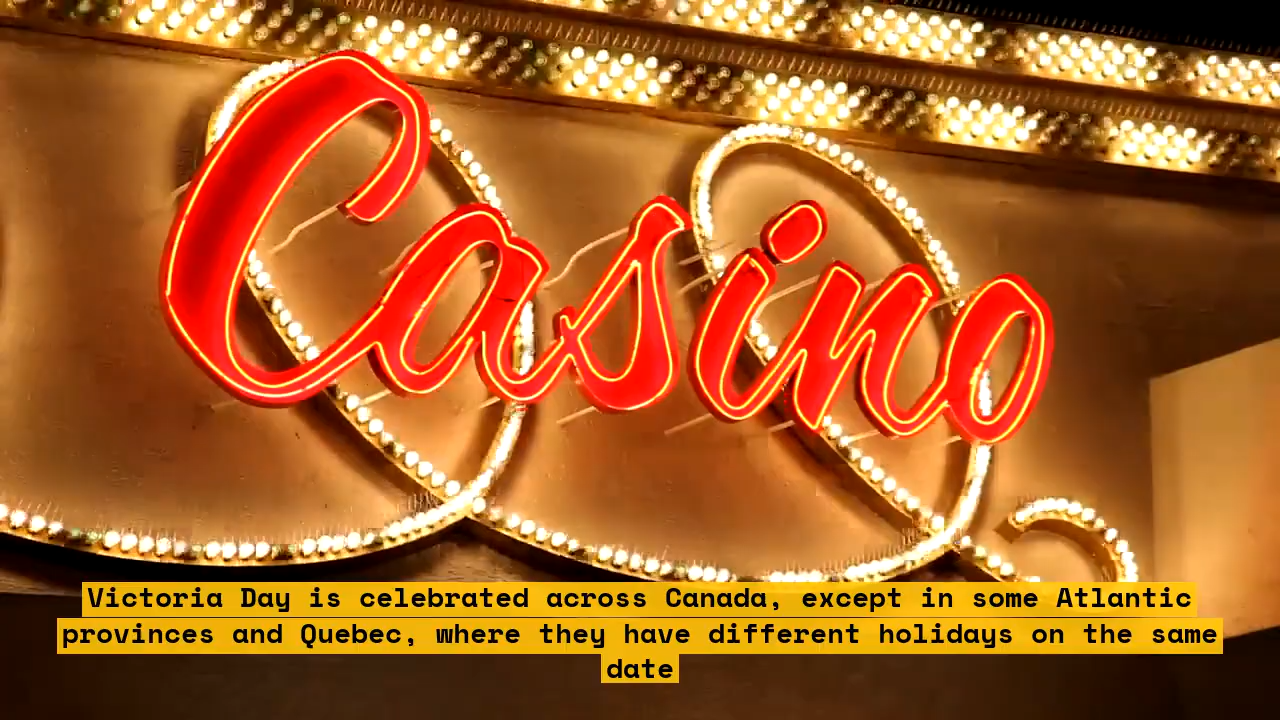 Casino
Victoria Day is celebrated across Canada, except in some Atlantic
provinces and Quebec, where they have different holidays on the same
date